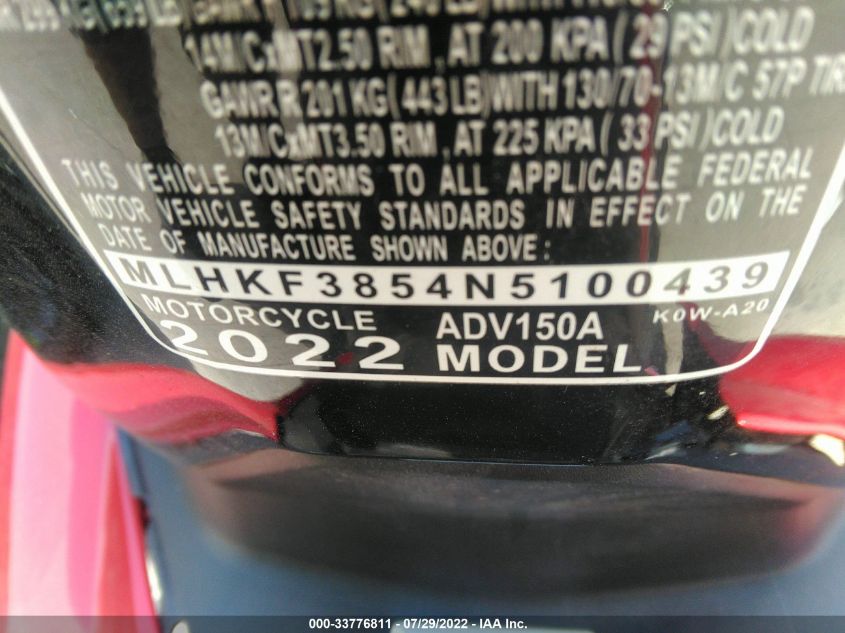 14M/CxMT2.50 RIM , AT 200 KPA ( 29 PSI )COLD
GAWR R 201 KG( 443 LB)WITH 130/70-13M/C 57P TIR
13M/CxMT3.50 RIM , AT 225 KPA ( 33 PSI )COLD
THIS VEHICLE CONFORMS TO ALL APPLICABLE FEDERAL
MOTOR VEHICLE SAFETY STANDARDS IN EFFECT ON THE
DATE OF MANUFACTURE SHOWN ABOVE :
MLHKF3854N5100439
MOTORCYCLE ADV150A K0W-A20
2022 MODEL
000-33776811 - 07/29/2022 - IAA Inc.